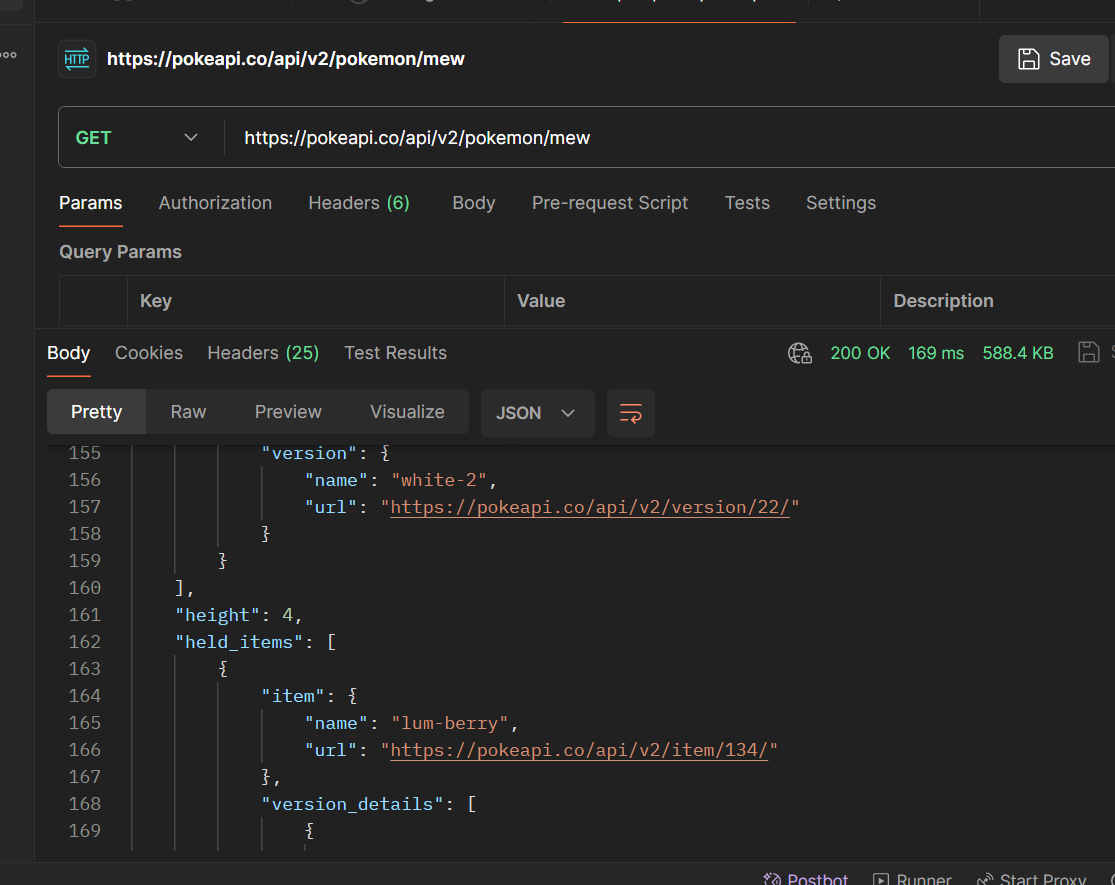 HTTP https://pokeapi.co/api/v2/pokemon/mew Save
GET https://pokeapi.co/api/v2/pokemon/mew
Params Authorization Headers (6) Body Pre-request Script Tests Settings
Query Params
Key Value Description
Body Cookies Headers (25) Test Results 200 OK 169 ms 588.4 KB
Pretty Raw Preview Visualize JSON
155 "version": {
156 "name": "white-2",
157 "url": "https://pokeapi.co/api/v2/version/22/"
158 }
159 }
160 ],
161 "height": 4,
162 "held_items": [
163 {
164 "item": {
165 "name": "lum-berry",
166 "url": "https://pokeapi.co/api/v2/item/134/"
167 },
168 "version_details": [
169 {
Postbot Runner Start Proxy